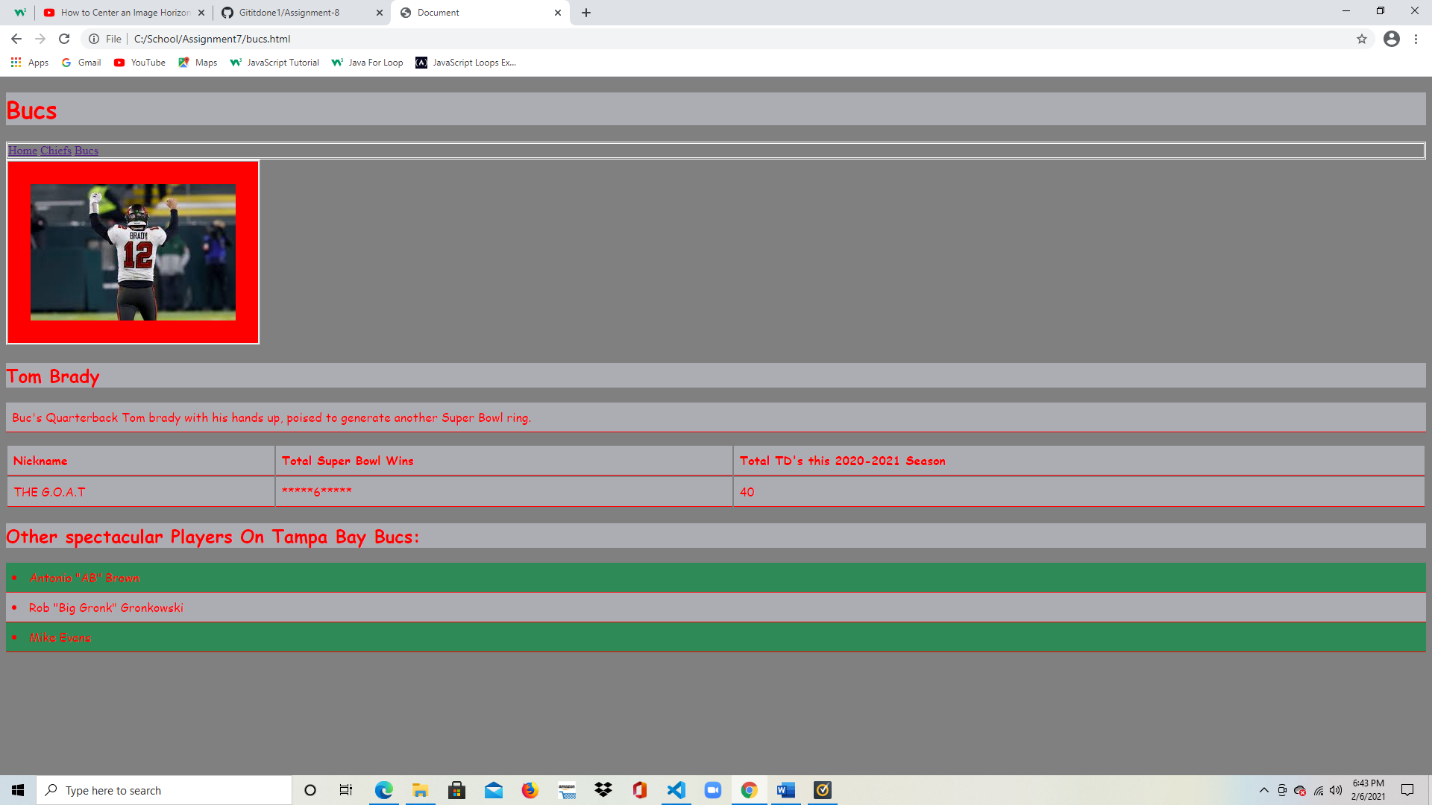 How to Center an Image Horizon
Gititdone1/Assignment-8
Document
File C:/School/Assignment7/bucs.html
Apps Gmail YouTube Maps JavaScript Tutorial Java For Loop JavaScript Loops Ex...
Bucs
Home Chiefs Bucs
BRADY
12
Tom Brady
Buc's Quarterback Tom brady with his hands up, poised to generate another Super Bowl ring.
Nickname Total Super Bowl Wins Total TD's this 2020-2021 Season
THE G.O.A.T *****6***** 40
Other spectacular Players On Tampa Bay Bucs:
• Antonio "AB" Brown
• Rob "Big Gronk" Gronkowski
• Mike Evans
Type here to search
6:43 PM
2/6/2021